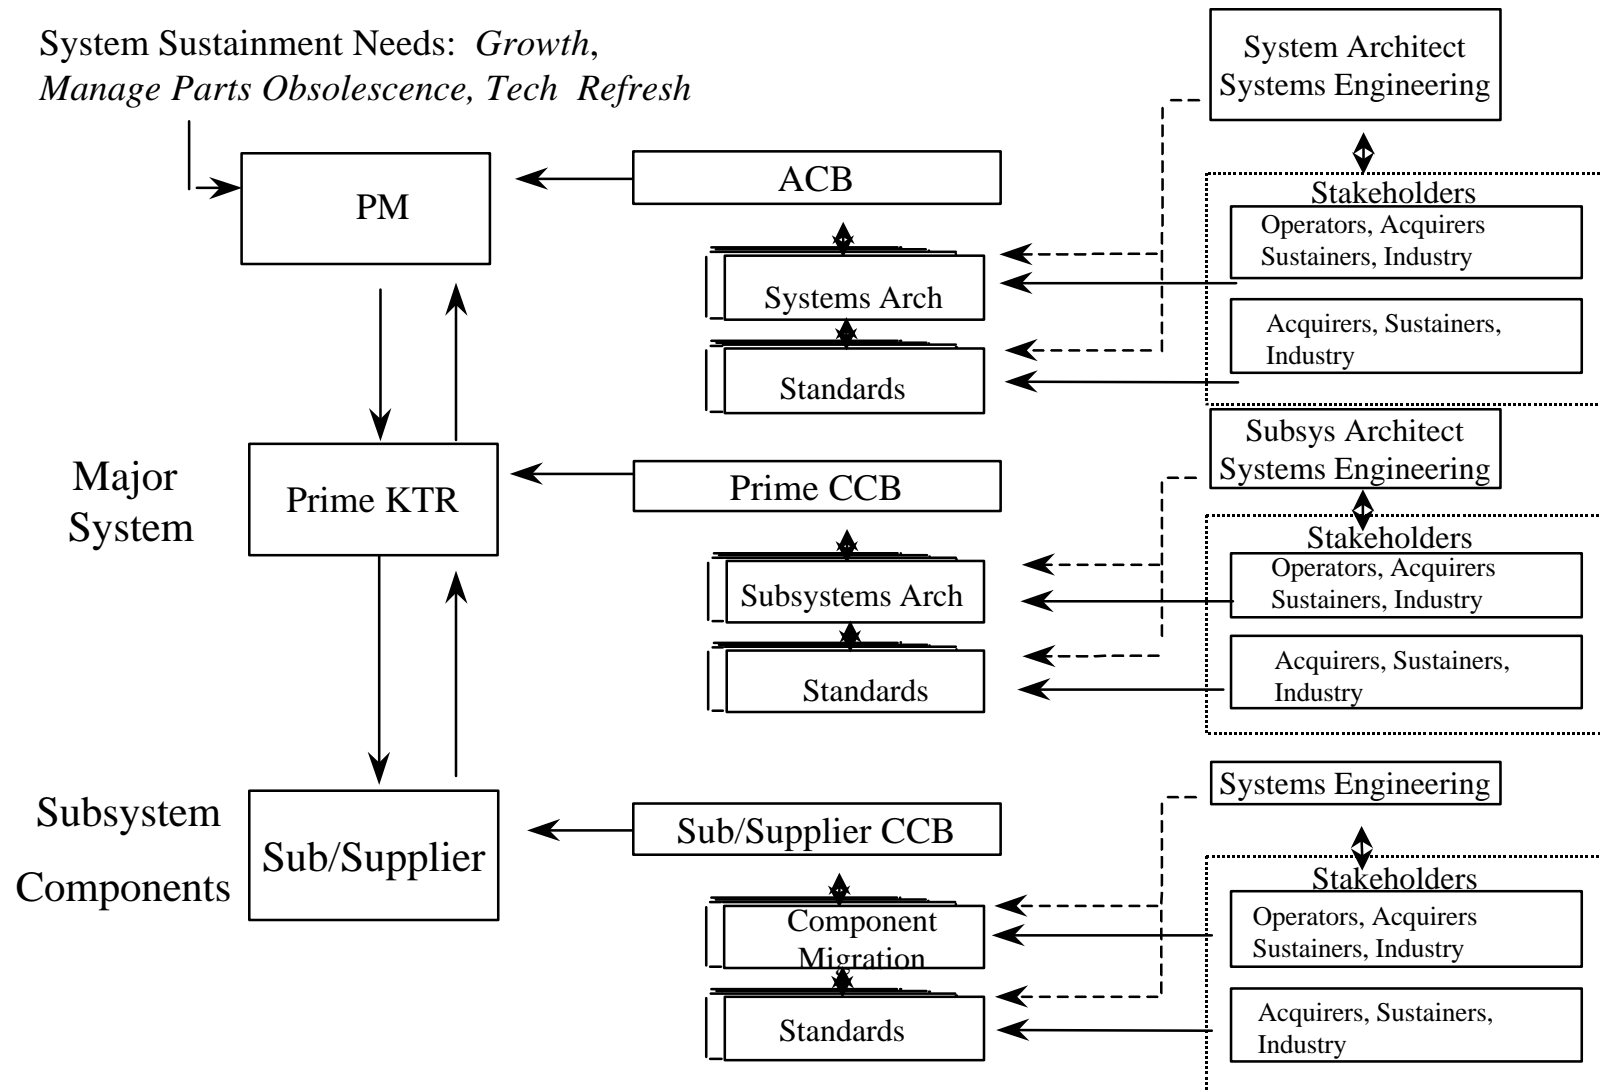 System Sustainment Needs: Growth,
Manage Parts Obsolescence, Tech Refresh
System Architect
Systems Engineering
PM
ACB
Stakeholders
Operators, Acquirers
Sustainers, Industry
Systems Arch
Acquirers, Sustainers,
Industry
Standards
Major
System
Prime KTR
Prime CCB
Subsys Architect
Systems Engineering
Stakeholders
Operators, Acquirers
Sustainers, Industry
Subsystems Arch
Acquirers, Sustainers,
Industry
Standards
Subsystem
Components
Sub/Supplier
Sub/Supplier CCB
Systems Engineering
Stakeholders
Operators, Acquirers
Sustainers, Industry
Component
Migration
Acquirers, Sustainers,
Industry
Standards